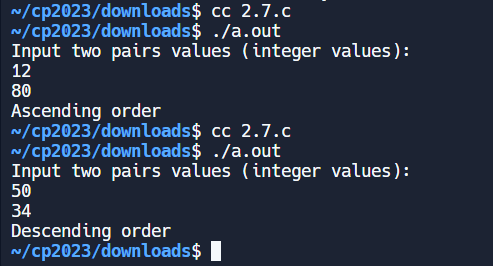 ~/cp2023/downloads$ cc 2.7.c
~/cp2023/downloads$ ./a.out
Input two pairs values (integer values):
12
80
Ascending order
~/cp2023/downloads$ cc 2.7.c
~/cp2023/downloads$ ./a.out
Input two pairs values (integer values):
50
34
Descending order
~/cp2023/downloads$